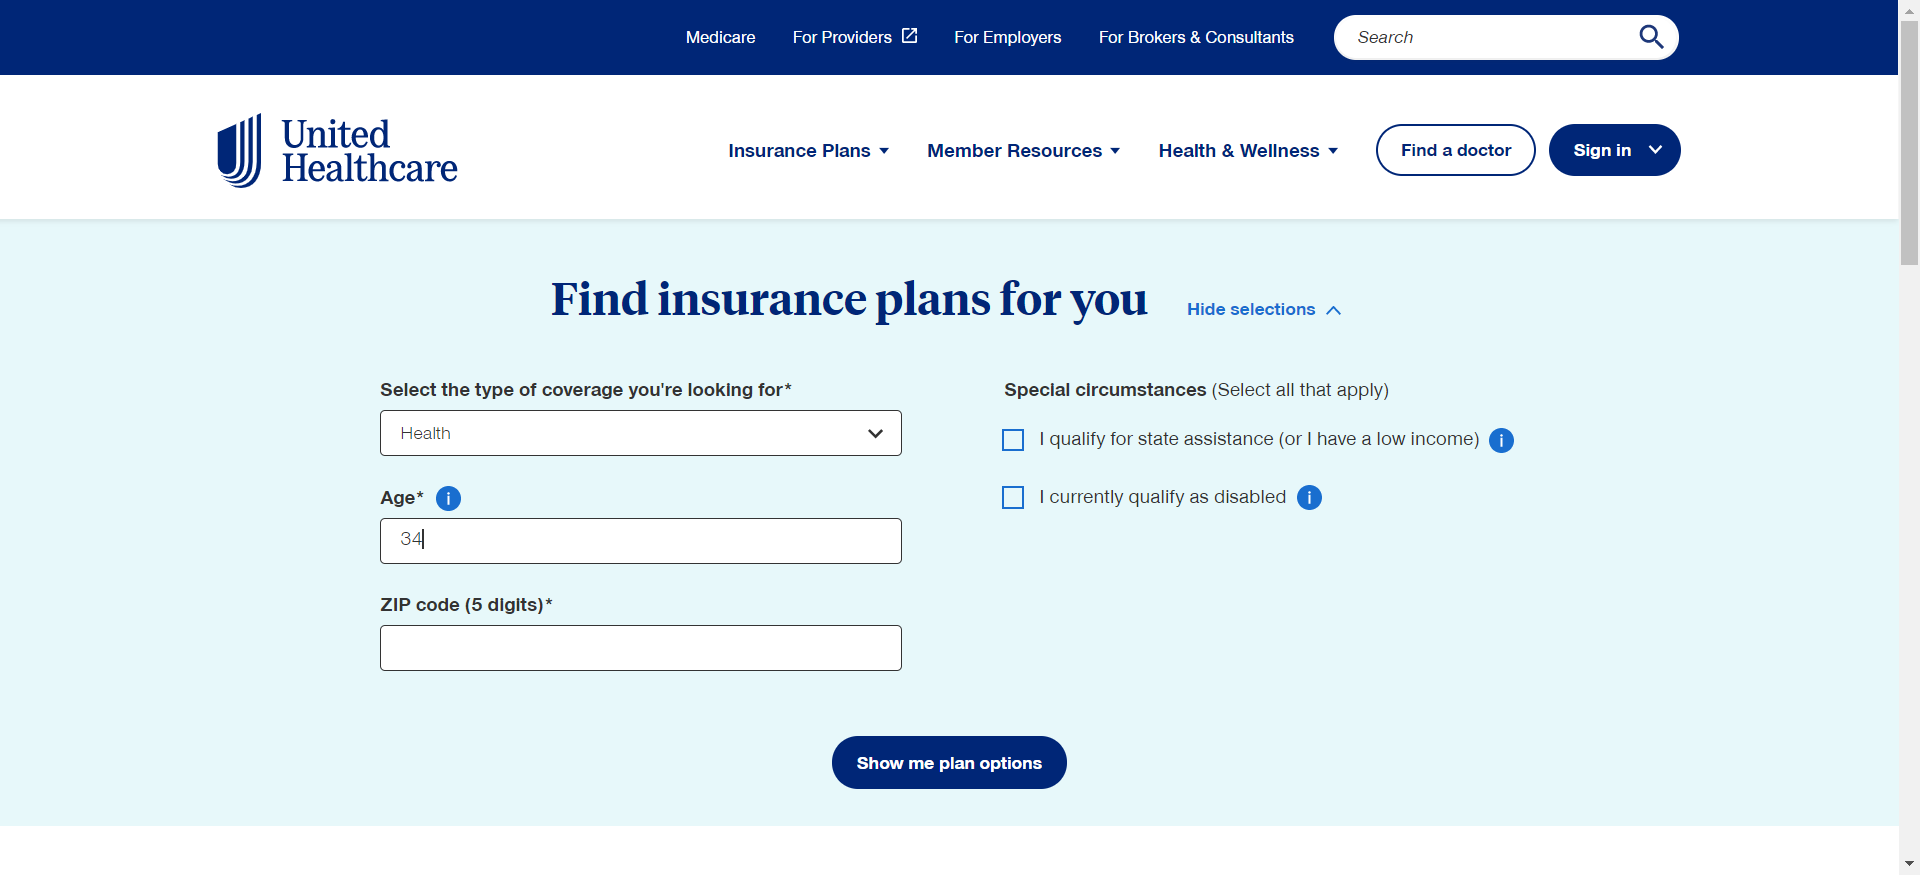 Medicare
For Providers
For Employers
For Brokers & Consultants
Search
United
Healthcare
Insurance Plans
Member Resources
Health & Wellness
Find a doctor
Sign in
Find insurance plans for you
Hide selections
Select the type of coverage you're looking for*
Health
Age*
34
ZIP code (5 digits)*
Special circumstances (Select all that apply)
I qualify for state assistance (or I have a low income)
I currently qualify as disabled
Show me plan options